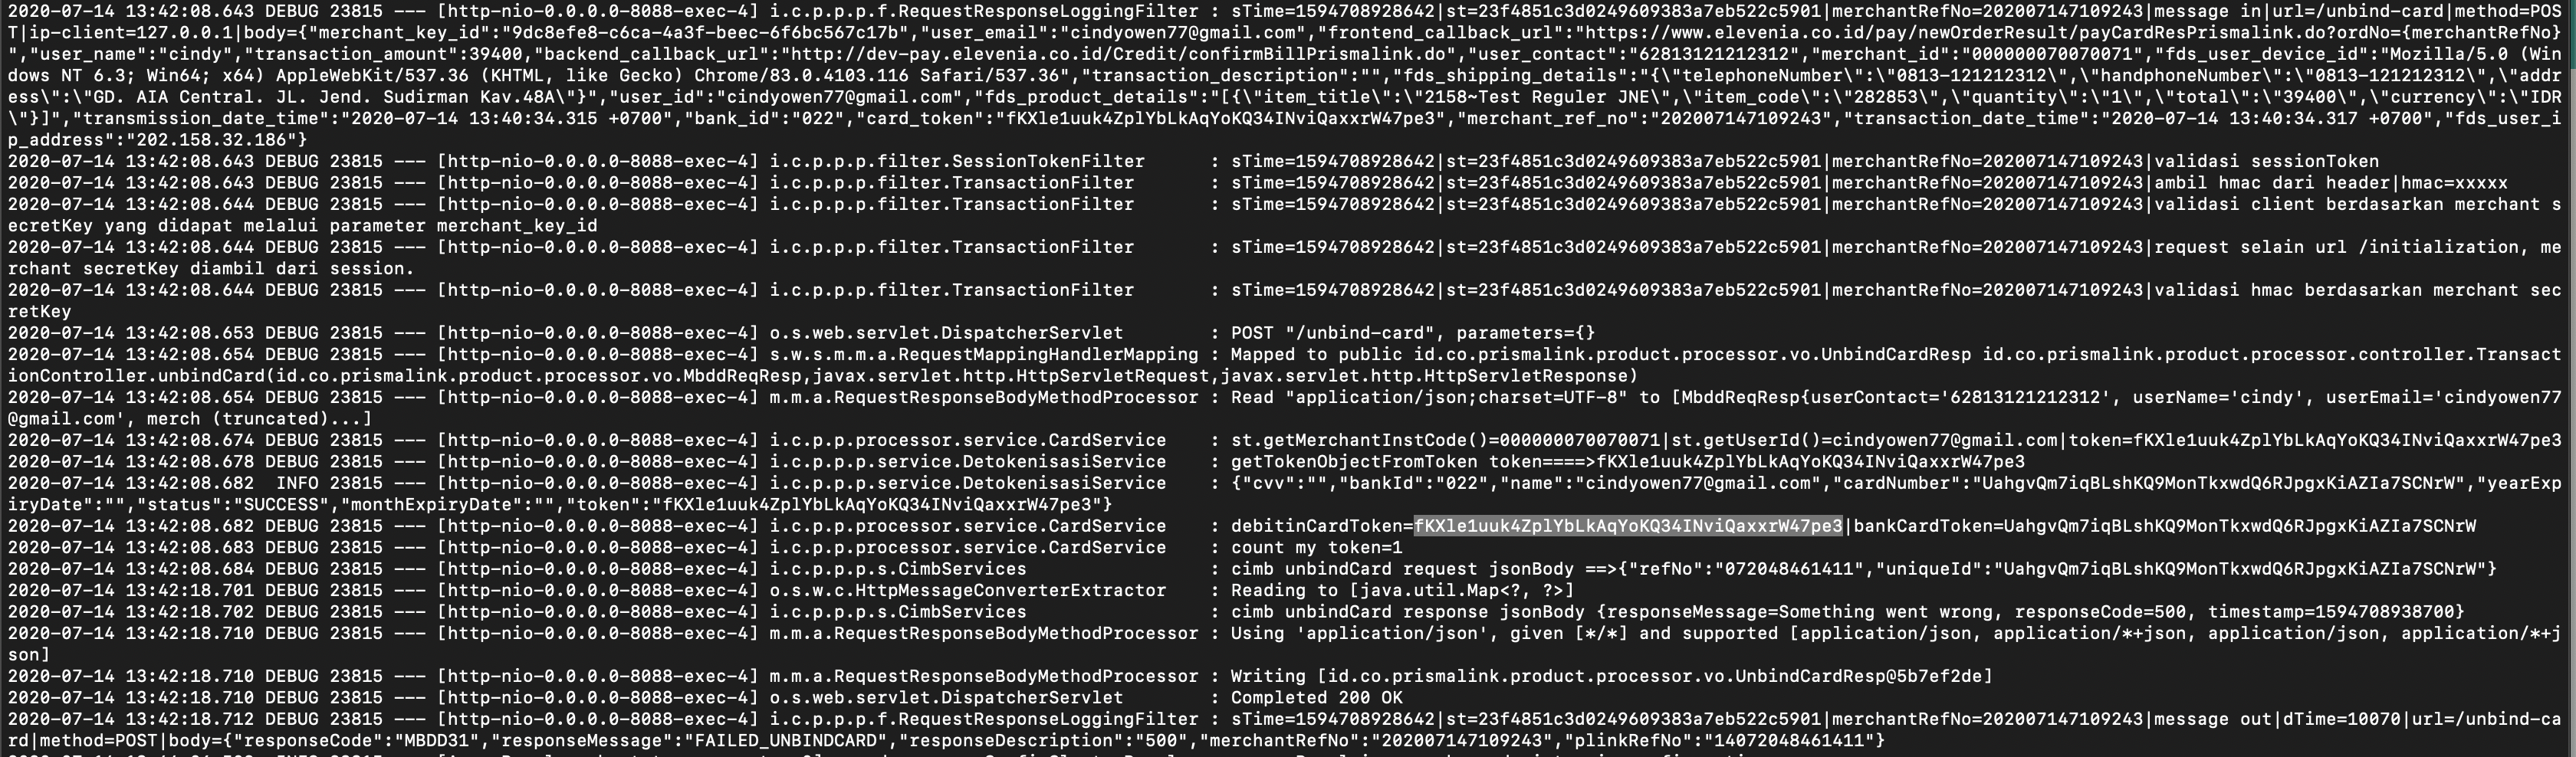 2020-07-14 13:42:08.643 DEBUG 23815 --- [http-nio-0.0.0.0-8088-exec-4] i.c.p.p.p.f.RequestResponseLoggingFilter : sTime=1594708928642|st=23f4851c3d0249609383a7eb522c5901|merchantRefNo=202007147109243|message in|url=/unbind-card|method=POS
T|ip-client=127.0.0.1|body={"merchant_key_id":"9dc8efe8-c6ca-4a3f-beec-6f6bc567c17b","user_email":"cindyowen77@gmail.com","frontend_callback_url":"https://www.elevenia.co.id/pay/newOrderResult/payCardResPrismalink.do?ordNo={merchantRefNo}
","user_name":"cindy","transaction_amount":39400,"backend_callback_url":"http://dev-pay.elevenia.co.id/Credit/confirmBillPrismalink.do","user_contact":"62813121212312","merchant_id":"000000070070071","fds_user_device_id":"Mozilla/5.0 (Win
dows NT 6.3; Win64; x64) AppleWebKit/537.36 (KHTML, like Gecko) Chrome/83.0.4103.116 Safari/537.36","transaction_description":"","fds_shipping_details":"{\"telephoneNumber\":\"0813-121212312\",\"handphoneNumber\":\"0813-121212312\",\"addr
ess\":\"GD. AIA Central. JL. Jend. Sudirman Kav.48A\"}","user_id":"cindyowen77@gmail.com","fds_product_details":"[{\"item_title\":\"2158~Test Reguler JNE\",\"item_code\":\"282853\",\"quantity\":\"1\",\"total\":\"39400\",\"currency\":\"IDR
\"}]","transmission_date_time":"2020-07-14 13:40:34.315 +0700","bank_id":"022","card_token":"fKXle1uuk4ZplYbLkAqYoKQ34INviQaxxrW47pe3","merchant_ref_no":"202007147109243","transaction_date_time":"2020-07-14 13:40:34.317 +0700","fds_user_i
p_address":"202.158.32.186"}
2020-07-14 13:42:08.643 DEBUG 23815 --- [http-nio-0.0.0.0-8088-exec-4] i.c.p.p.p.filter.SessionTokenFilter : sTime=1594708928642|st=23f4851c3d0249609383a7eb522c5901|merchantRefNo=202007147109243|validasi sessionToken
2020-07-14 13:42:08.643 DEBUG 23815 --- [http-nio-0.0.0.0-8088-exec-4] i.c.p.p.p.filter.TransactionFilter : sTime=1594708928642|st=23f4851c3d0249609383a7eb522c5901|merchantRefNo=202007147109243|ambil hmac dari header|hmac=xxxxx
2020-07-14 13:42:08.644 DEBUG 23815 --- [http-nio-0.0.0.0-8088-exec-4] i.c.p.p.p.filter.TransactionFilter : sTime=1594708928642|st=23f4851c3d0249609383a7eb522c5901|merchantRefNo=202007147109243|validasi client berdasarkan merchant s
ecretKey yang didapat melalui parameter merchant_key_id
2020-07-14 13:42:08.644 DEBUG 23815 --- [http-nio-0.0.0.0-8088-exec-4] i.c.p.p.p.filter.TransactionFilter : sTime=1594708928642|st=23f4851c3d0249609383a7eb522c5901|merchantRefNo=202007147109243|request selain url /initialization, me
rchant secretKey diambil dari session.
2020-07-14 13:42:08.644 DEBUG 23815 --- [http-nio-0.0.0.0-8088-exec-4] i.c.p.p.p.filter.TransactionFilter : sTime=1594708928642|st=23f4851c3d0249609383a7eb522c5901|merchantRefNo=202007147109243|validasi hmac berdasarkan merchant sec
retKey
2020-07-14 13:42:08.653 DEBUG 23815 --- [http-nio-0.0.0.0-8088-exec-4] o.s.web.servlet.DispatcherServlet : POST "/unbind-card", parameters={}
2020-07-14 13:42:08.654 DEBUG 23815 --- [http-nio-0.0.0.0-8088-exec-4] s.w.s.m.m.a.RequestMappingHandlerMapping : Mapped to public id.co.prismalink.product.processor.vo.UnbindCardResp id.co.prismalink.product.processor.controller.Transact
ionController.unbindCard(id.co.prismalink.product.processor.vo.MbddReqResp,javax.servlet.http.HttpServletRequest,javax.servlet.http.HttpServletResponse)
2020-07-14 13:42:08.654 DEBUG 23815 --- [http-nio-0.0.0.0-8088-exec-4] m.m.a.RequestResponseBodyMethodProcessor : Read "application/json;charset=UTF-8" to [MbddReqResp{userContact='62813121212312', userName='cindy', userEmail='cindyowen77
@gmail.com', merch (truncated)...]
2020-07-14 13:42:08.674 DEBUG 23815 --- [http-nio-0.0.0.0-8088-exec-4] i.c.p.p.processor.service.CardService : st.getMerchantInstCode()=000000070070071|st.getUserId()=cindyowen77@gmail.com|token=fKXle1uuk4ZplYbLkAqYoKQ34INviQaxxrW47pe3
2020-07-14 13:42:08.678 DEBUG 23815 --- [http-nio-0.0.0.0-8088-exec-4] i.c.p.p.p.service.DetokenisasiService : getTokenObjectFromToken token====>fKXle1uuk4ZplYbLkAqYoKQ34INviQaxxrW47pe3
2020-07-14 13:42:08.682  INFO 23815 --- [http-nio-0.0.0.0-8088-exec-4] i.c.p.p.p.service.DetokenisasiService : {"cvv":"","bankId":"022","name":"cindyowen77@gmail.com","cardNumber":"UahgvQm7iqBLshKQ9MonTkxwdQ6RJpgxKiAZIa7SCNrW","yearExp
iryDate":"","status":"SUCCESS","monthExpiryDate":"","token":"fKXle1uuk4ZplYbLkAqYoKQ34INviQaxxrW47pe3"}
2020-07-14 13:42:08.682 DEBUG 23815 --- [http-nio-0.0.0.0-8088-exec-4] i.c.p.p.processor.service.CardService : debitinCardToken=fKXle1uuk4ZplYbLkAqYoKQ34INviQaxxrW47pe3|bankCardToken=UahgvQm7iqBLshKQ9MonTkxwdQ6RJpgxKiAZIa7SCNrW
2020-07-14 13:42:08.683 DEBUG 23815 --- [http-nio-0.0.0.0-8088-exec-4] i.c.p.p.processor.service.CardService : count my token=1
2020-07-14 13:42:08.684 DEBUG 23815 --- [http-nio-0.0.0.0-8088-exec-4] i.c.p.p.p.s.CimbServices : cimb unbindCard request jsonBody ==>{"refNo":"072048461411","uniqueId":"UahgvQm7iqBLshKQ9MonTkxwdQ6RJpgxKiAZIa7SCNrW"}
2020-07-14 13:42:18.701 DEBUG 23815 --- [http-nio-0.0.0.0-8088-exec-4] o.s.w.c.HttpMessageConverterExtractor : Reading to [java.util.Map<?, ?>]
2020-07-14 13:42:18.702 DEBUG 23815 --- [http-nio-0.0.0.0-8088-exec-4] i.c.p.p.p.s.CimbServices : cimb unbindCard response jsonBody {responseMessage=Something went wrong, responseCode=500, timestamp=1594708938700}
2020-07-14 13:42:18.710 DEBUG 23815 --- [http-nio-0.0.0.0-8088-exec-4] m.m.a.RequestResponseBodyMethodProcessor : Using 'application/json', given [*/*] and supported [application/json, application/*+json, application/json, application/*+j
son]
2020-07-14 13:42:18.710 DEBUG 23815 --- [http-nio-0.0.0.0-8088-exec-4] m.m.a.RequestResponseBodyMethodProcessor : Writing [id.co.prismalink.product.processor.vo.UnbindCardResp@5b7ef2de]
2020-07-14 13:42:18.710 DEBUG 23815 --- [http-nio-0.0.0.0-8088-exec-4] o.s.web.servlet.DispatcherServlet : Completed 200 OK
2020-07-14 13:42:18.712 DEBUG 23815 --- [http-nio-0.0.0.0-8088-exec-4] i.c.p.p.p.f.RequestResponseLoggingFilter : sTime=1594708928642|st=23f4851c3d0249609383a7eb522c5901|merchantRefNo=202007147109243|message out|dTime=10070|url=/unbind-ca
rd|method=POST|body={"responseCode":"MBDD31","responseMessage":"FAILED_UNBINDCARD","responseDescription":"500","merchantRefNo":"202007147109243","plinkRefNo":"14072048461411"}